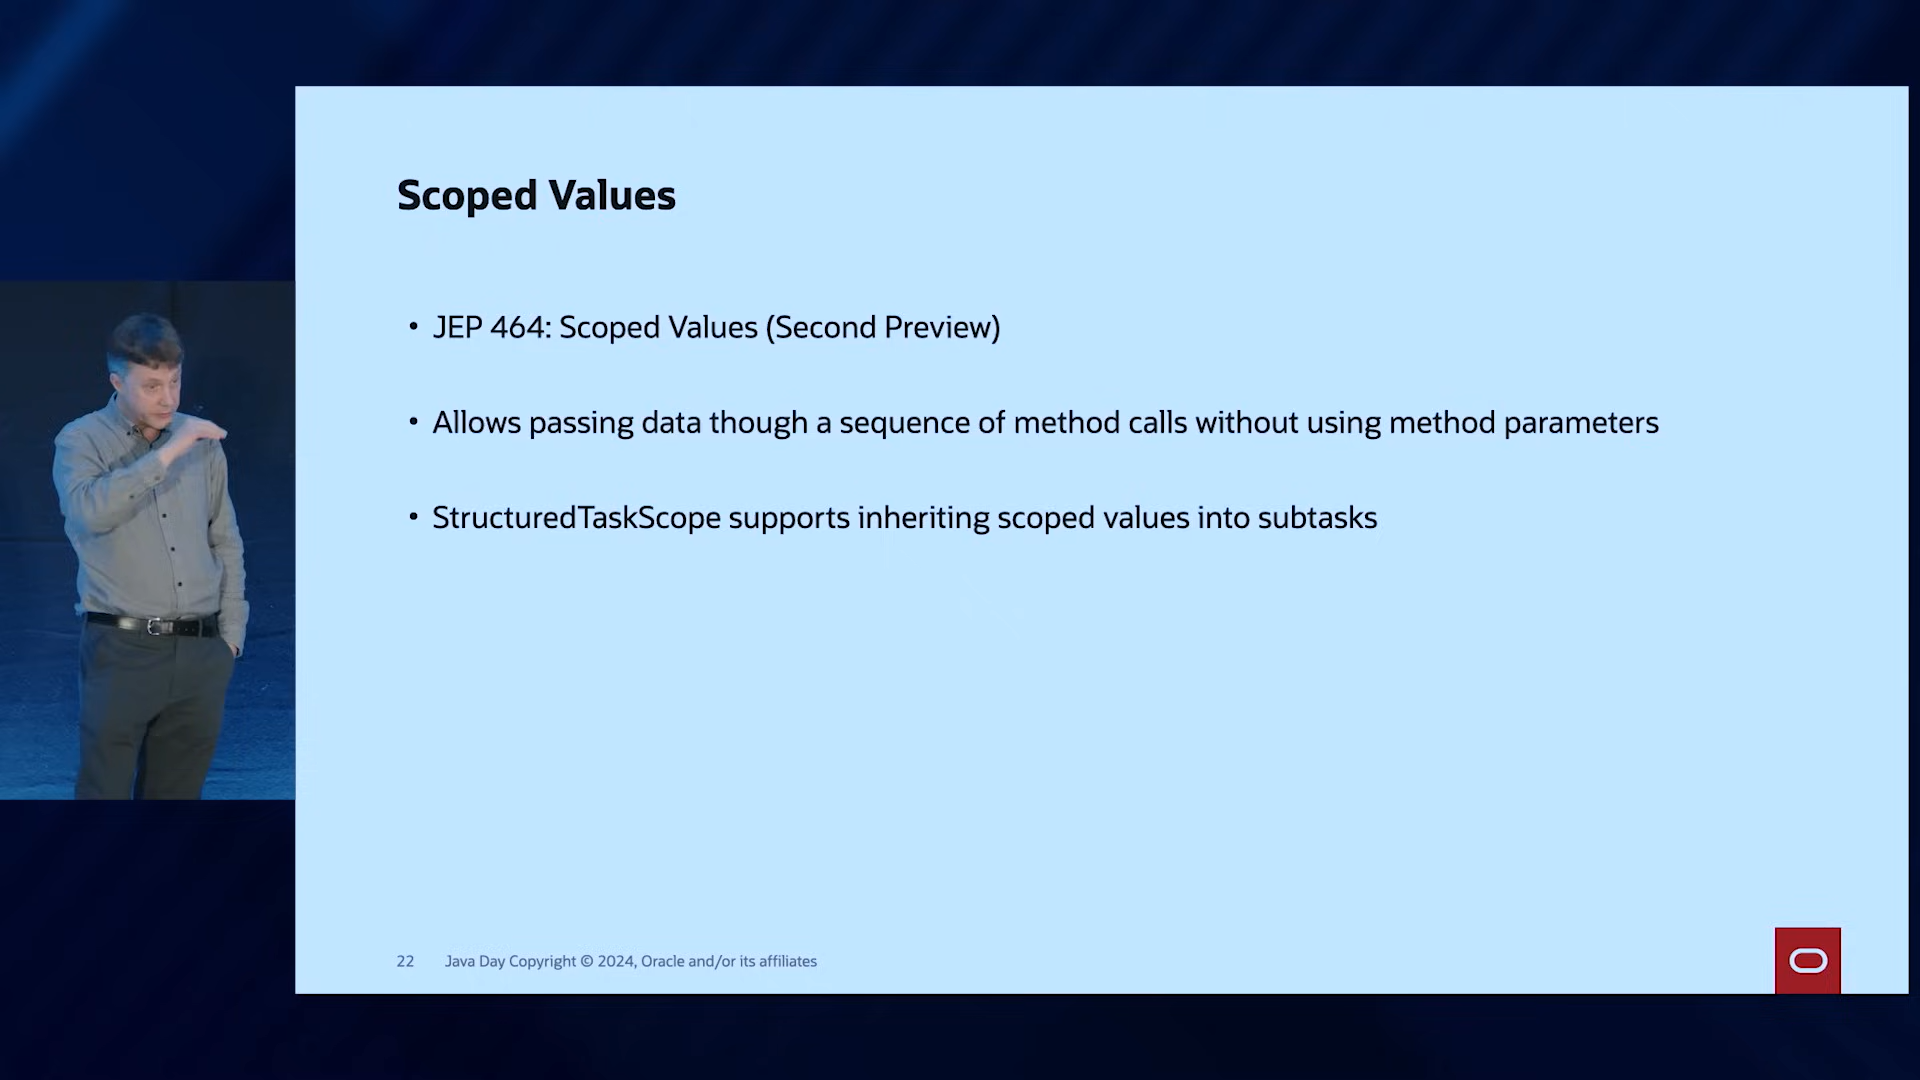 Scoped Values
• JEP 464: Scoped Values (Second Preview)
• Allows passing data though a sequence of method calls without using method parameters
• StructuredTaskScope supports inheriting scoped values into subtasks
22 Java Day Copyright © 2024, Oracle and/or its affiliates